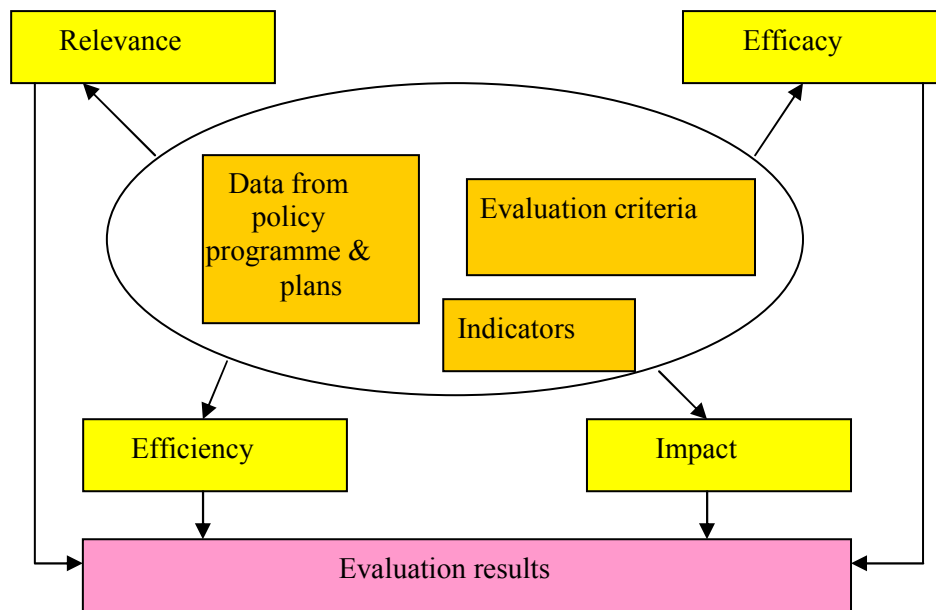 Relevance
Efficacy
Data from
policy
programme &
plans
Evaluation criteria
Indicators
Efficiency
Impact
Evaluation results